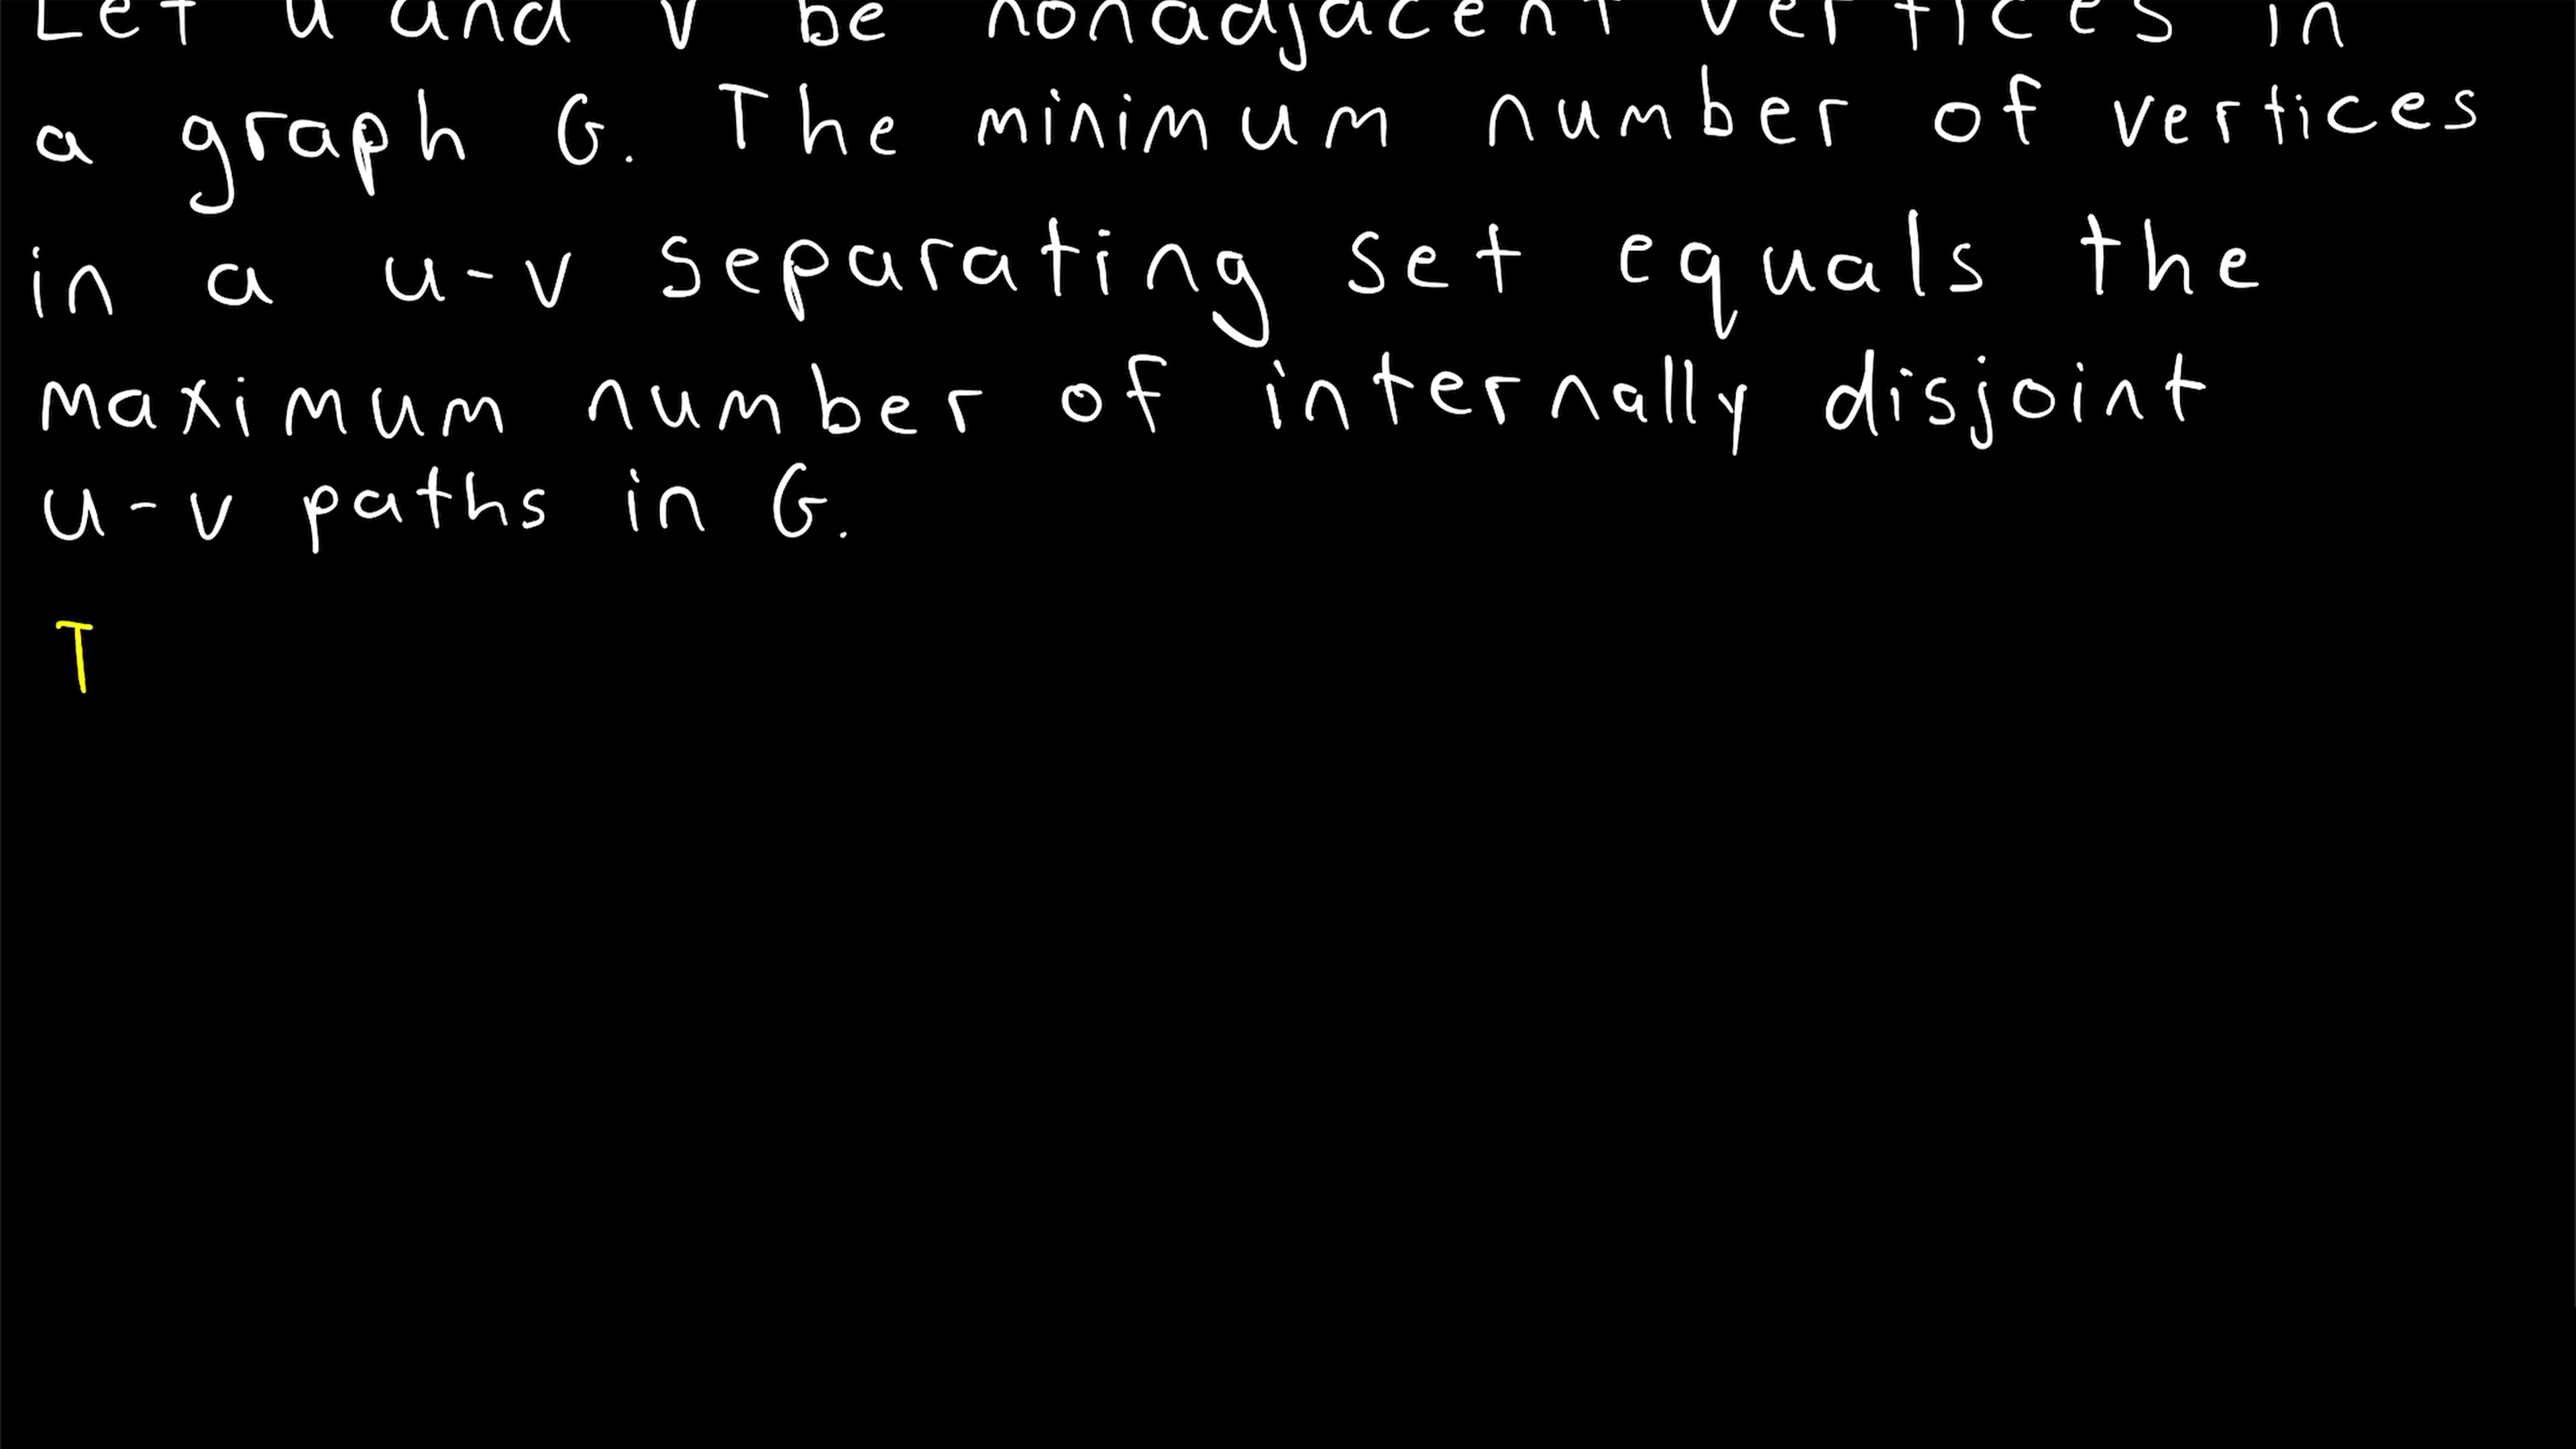 Let u and v be nonadjacent vertices in
a graph G. The minimum number of vertices
in a u-v separating set equals the
maximum number of internally disjoint
u-v paths in G.
T